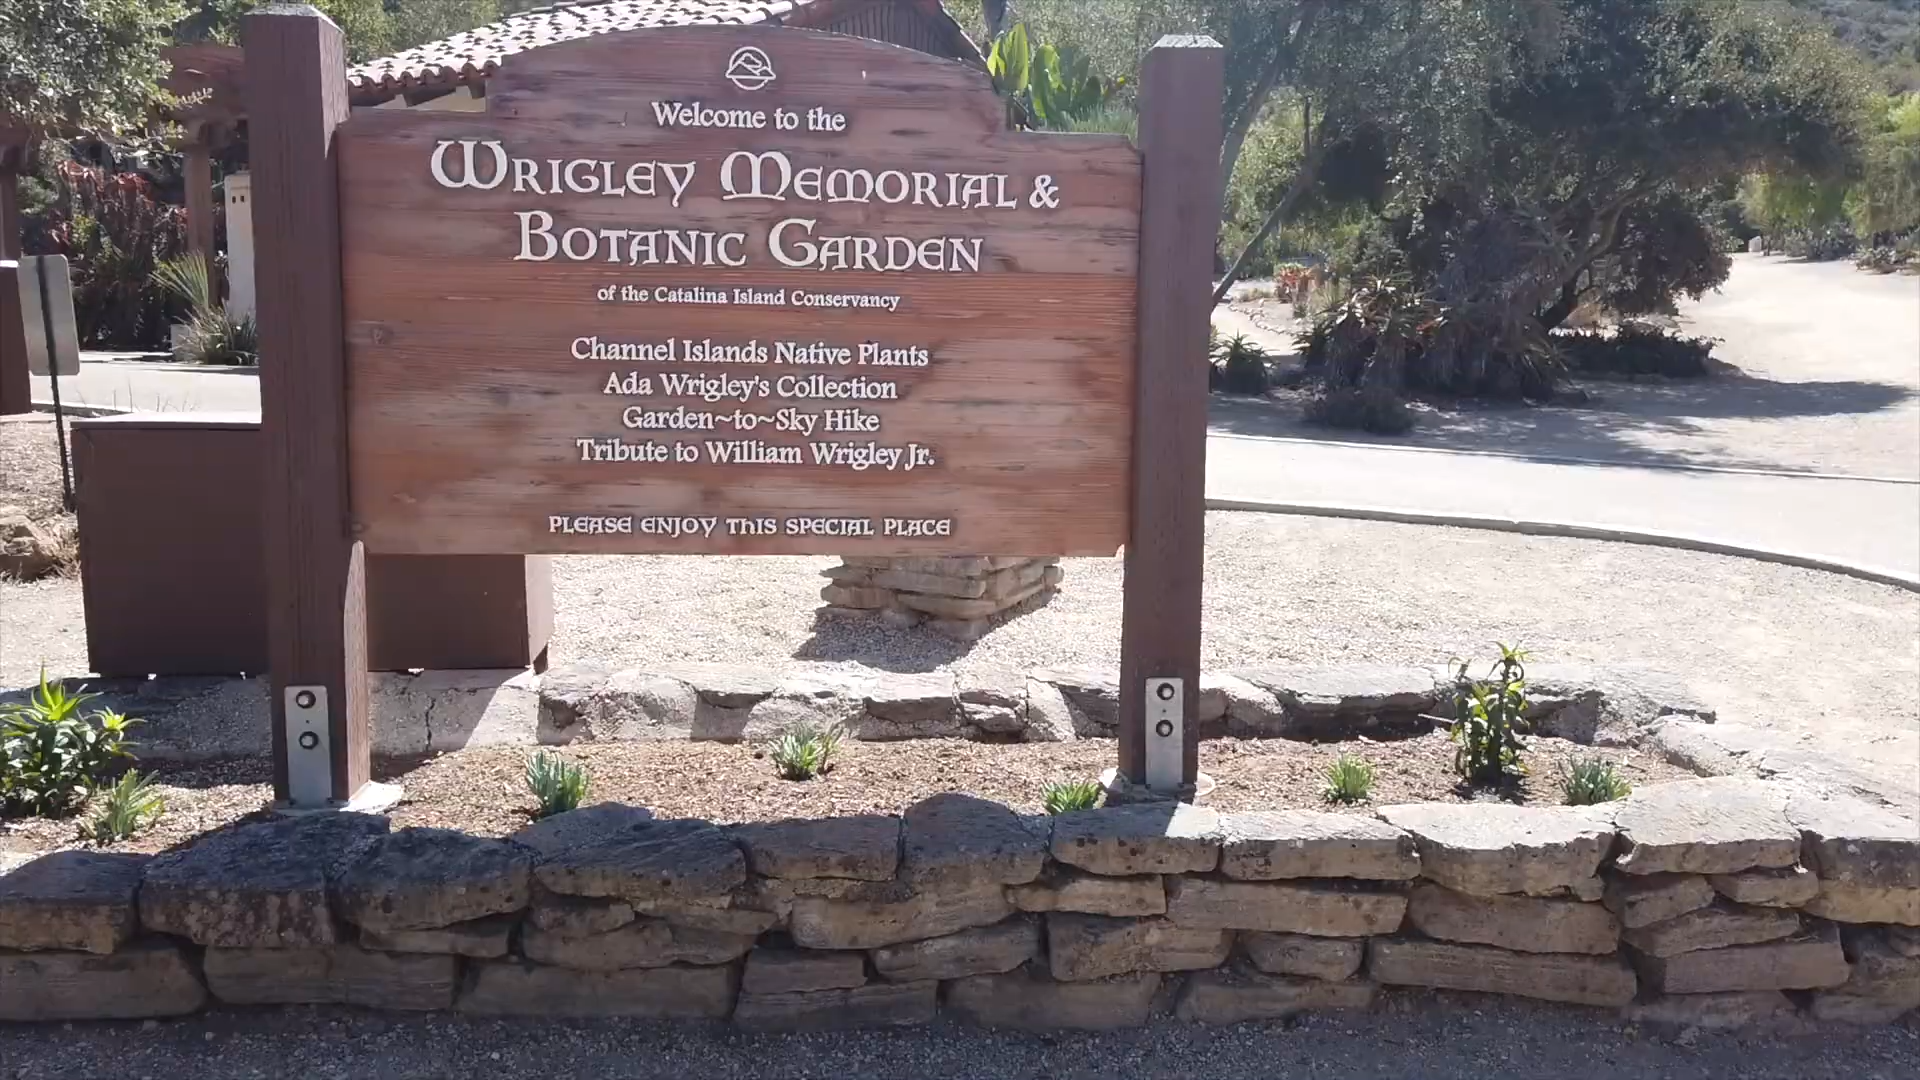 Welcome to the
Wrigley Memorial &
Botanic Garden
of the Catalina Island Conservancy
Channel Islands Native Plants
Ada Wrigley's Collection
Garden~to~Sky Hike
Tribute to William Wrigley Jr.
PLEASE ENJOY THIS SPECIAL PLACE